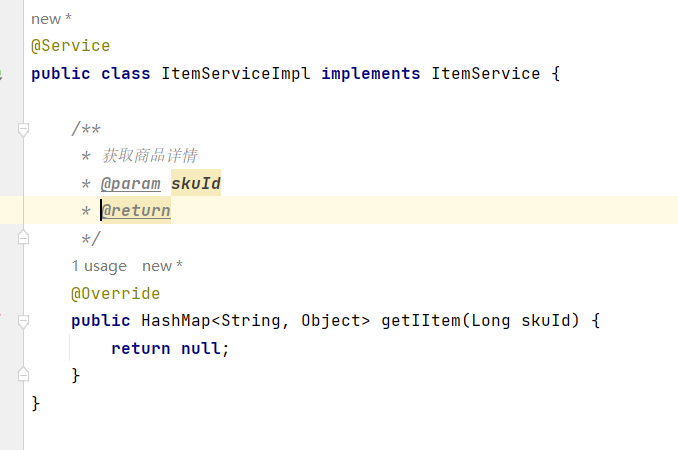 new *
@Service
public class ItemServiceImpl implements ItemService {
/**
* 获取商品详情
* @param skuId
* @return
*/
1 usage new *
@Override
public HashMap<String, Object> getIItem(Long skuId) {
return null;
}
}